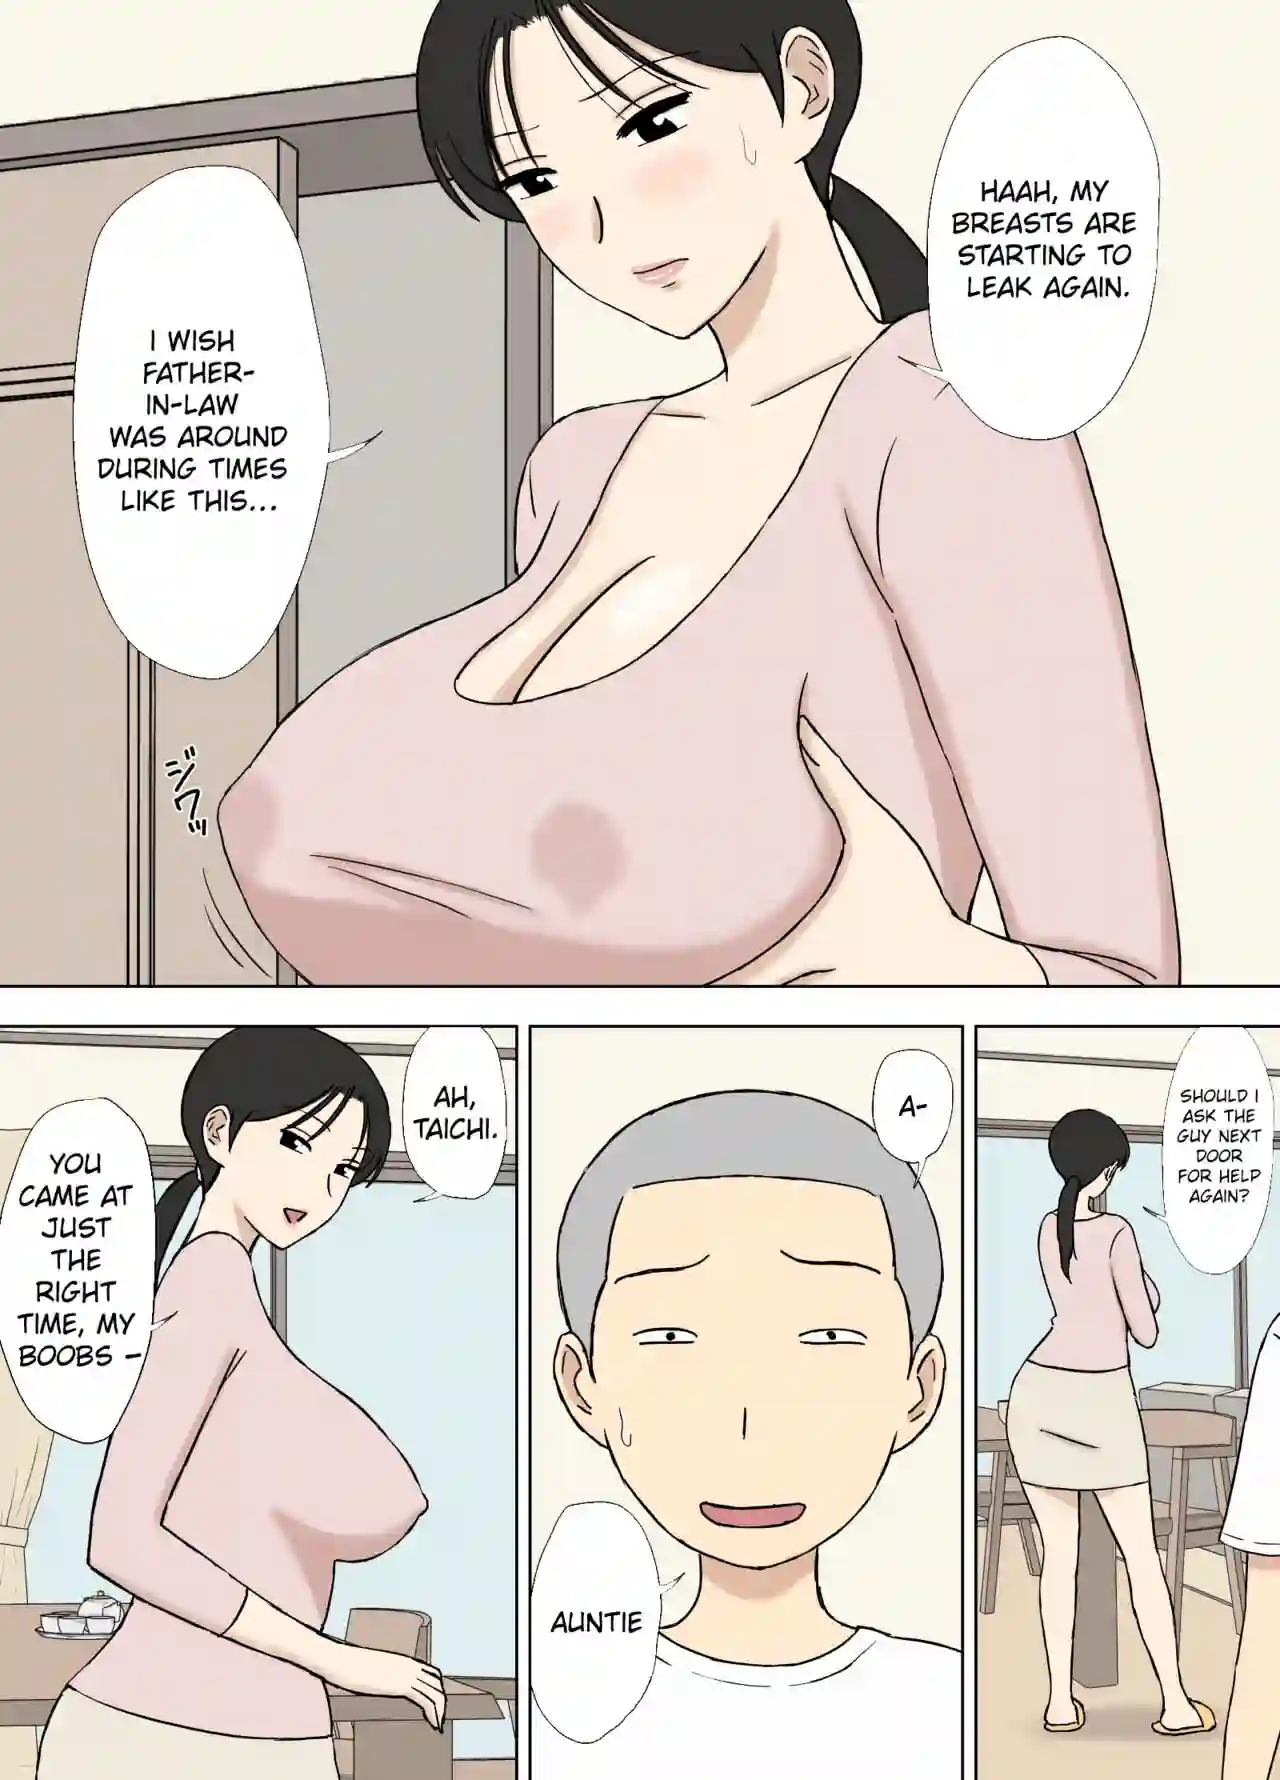 HAAH, MY
BREASTS ARE
STARTING TO
LEAK AGAIN.
I WISH
FATHER-
IN-LAW
WAS AROUND
DURING TIMES
LIKE THIS...
ジワッ
SHOULD I
ASK THE
GUY NEXT
DOOR
FOR HELP
AGAIN?
A-
AUNTIE
AH,
TAICHI.
YOU
CAME AT
JUST
THE
RIGHT
TIME, MY
BOOBS –